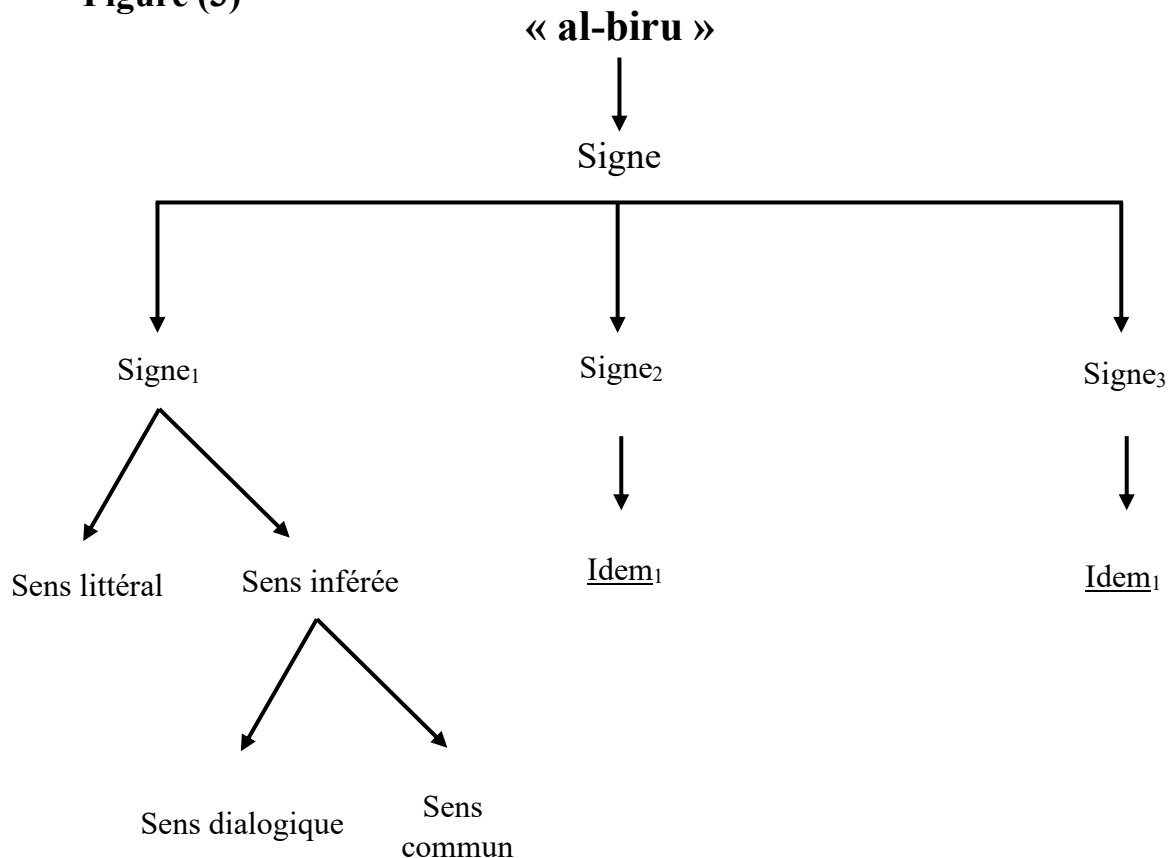 Figure (3)
« al-biru »
Signe
Signe₁
Signe₂
Signe₃
Sens littéral
Sens inférée
Idem₁
Idem₁
Sens dialogique
Sens
commun